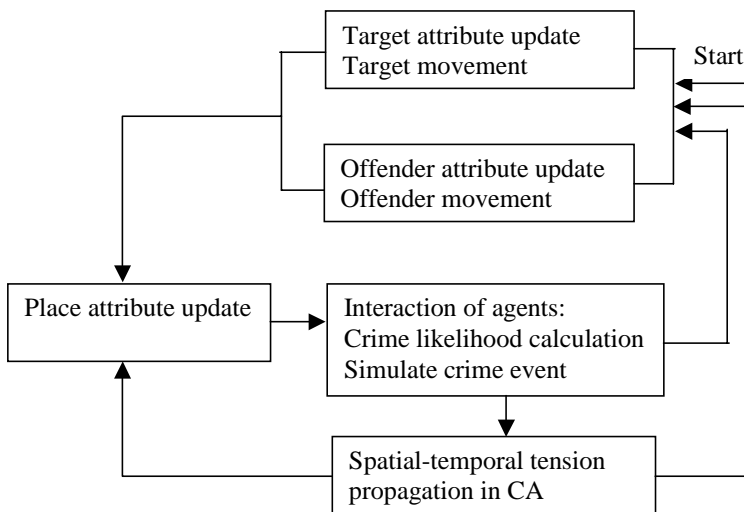 Target attribute update
Target movement
Start
Offender attribute update
Offender movement
Place attribute update
Interaction of agents:
Crime likelihood calculation
Simulate crime event
Spatial-temporal tension
propagation in CA